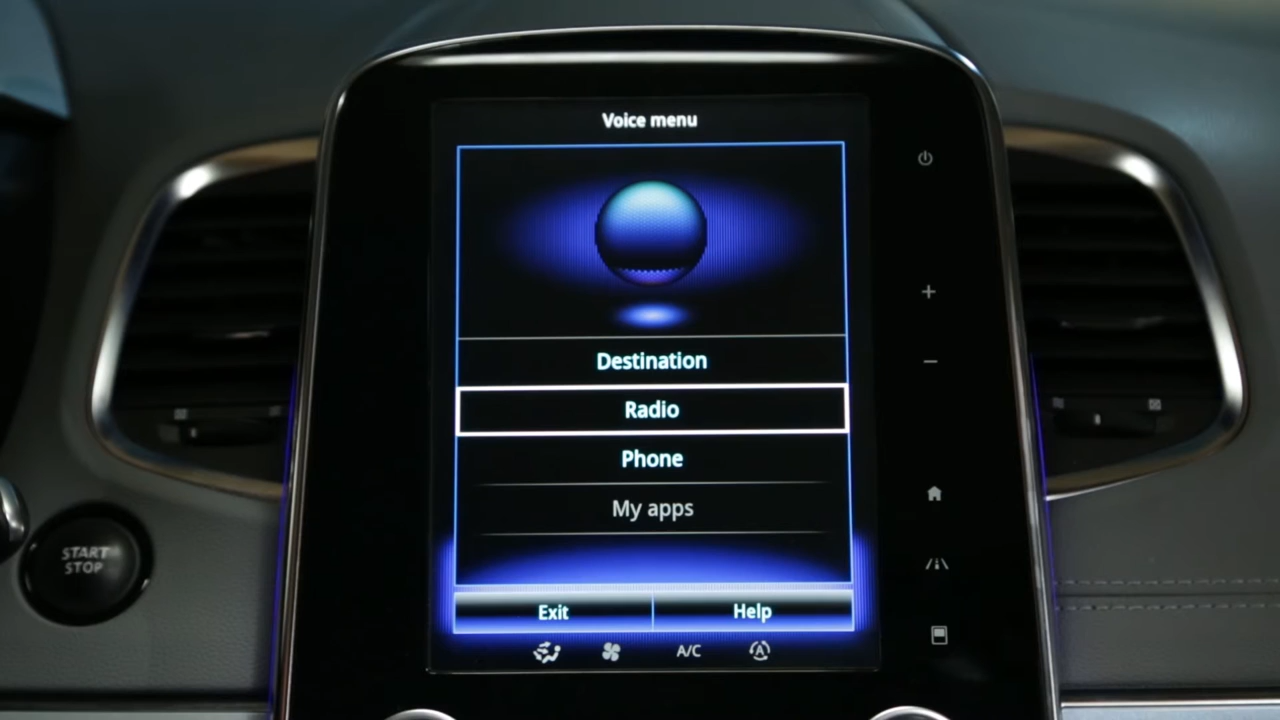 Voice menu
Destination
Radio
Phone
My apps
Exit
Help
A/C
A
START
STOP